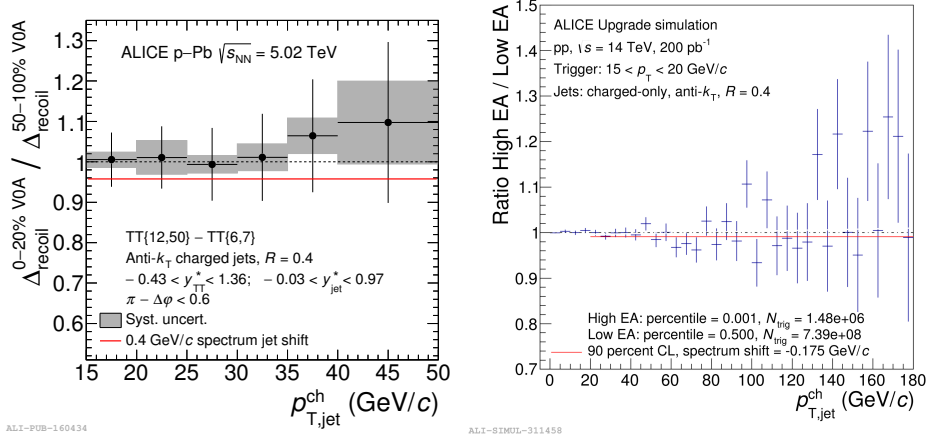 ALICE p−Pb √sNN = 5.02 TeV
Δrecoil 0−20% V0A / Δrecoil 50−100% V0A
1.3
1.2
1.1
1
0.9
0.8
0.7
0.6
TT{12,50} − TT{6,7}
Anti-kT charged jets, R = 0.4
− 0.43 < y*TT < 1.36; − 0.03 < y*jet < 0.97
π − Δφ < 0.6
Syst. uncert.
0.4 GeV/c spectrum jet shift
15 20 25 30 35 40 45 50
p ch T,jet (GeV/c)
ALI-PUB-160434
Ratio High EA / Low EA
1.5
1.4
1.3
1.2
1.1
1
0.9
0.8
0.7
ALICE Upgrade simulation
pp, √s = 14 TeV, 200 pb-1
Trigger: 15 < pT < 20 GeV/c
Jets: charged-only, anti-kT, R = 0.4
High EA: percentile = 0.001, Ntrig = 1.48e+06
Low EA: percentile = 0.500, Ntrig = 7.39e+08
90 percent CL, spectrum shift = -0.175 GeV/c
0 20 40 60 80 100 120 140 160 180
p ch T,jet (GeV/c)
ALI-SIMUL-311458